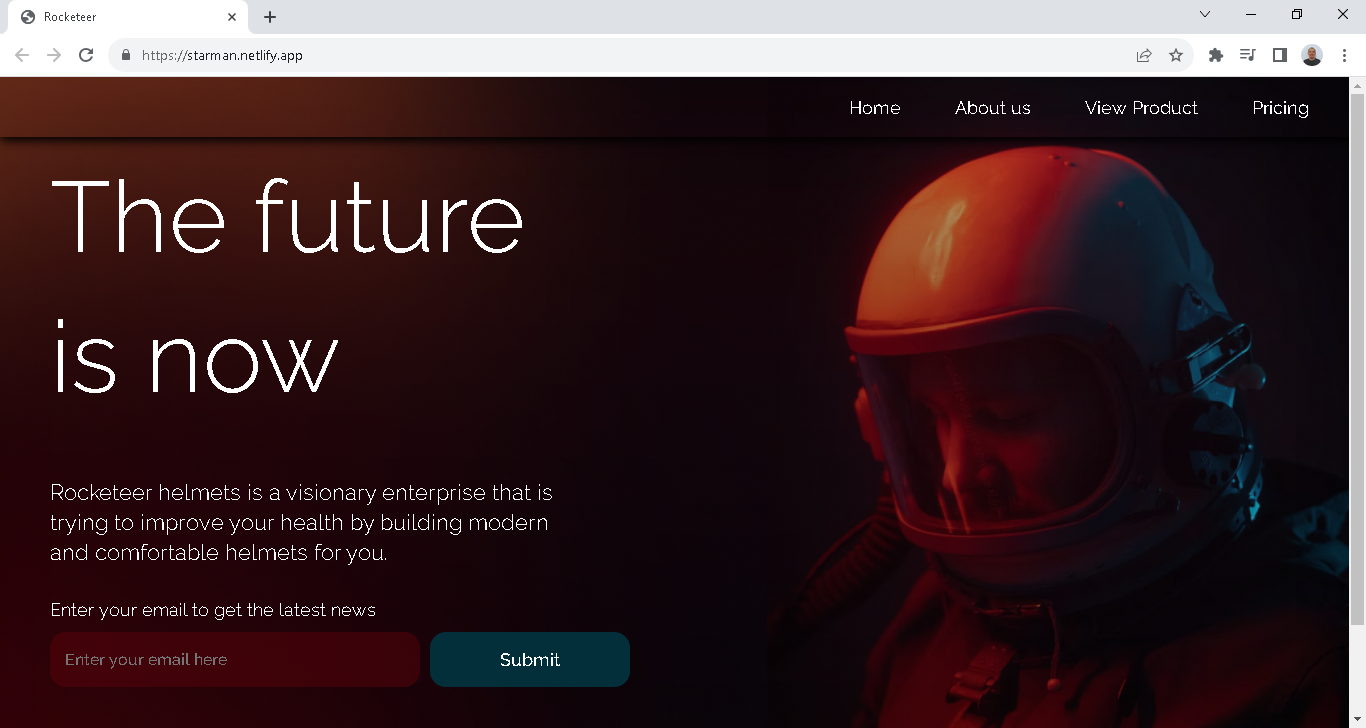 Rocketeer
https://starman.netlify.app
Home About us View Product Pricing
The future
is now
Rocketeer helmets is a visionary enterprise that is
trying to improve your health by building modern
and comfortable helmets for you.
Enter your email to get the latest news
Enter your email here Submit